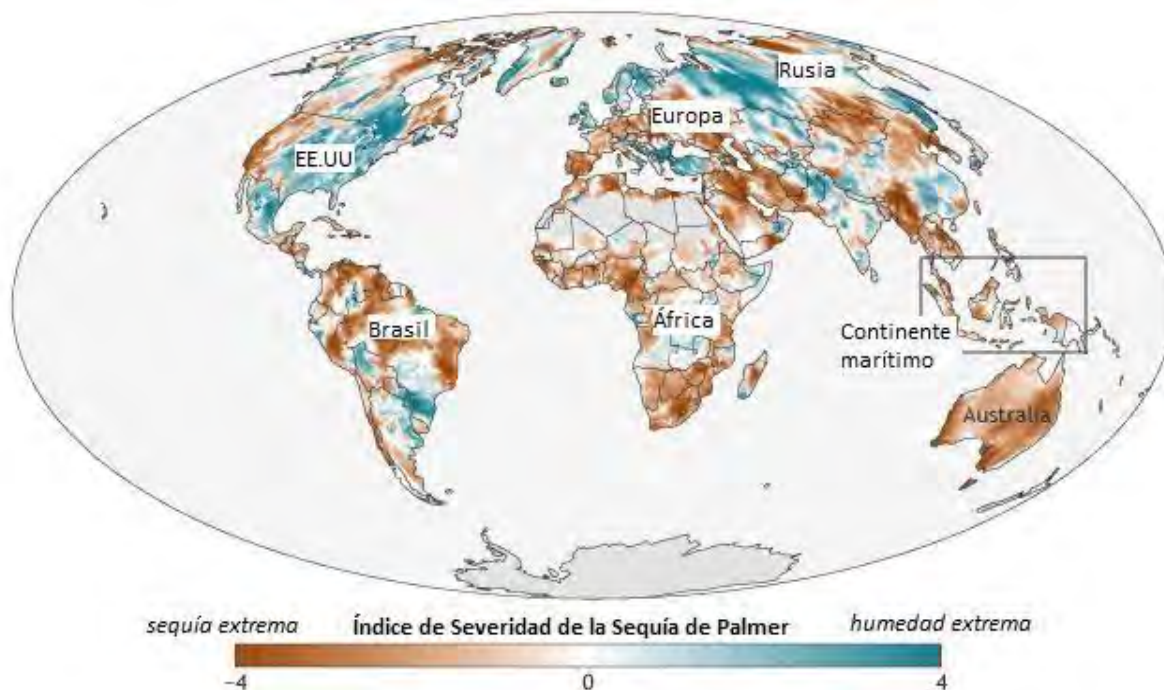 Rusia
Europa
EE.UU
Brasil
África
Continente
marítimo
Australia
sequía extrema
Índice de Severidad de la Sequía de Palmer
humedad extrema
−4
0
4